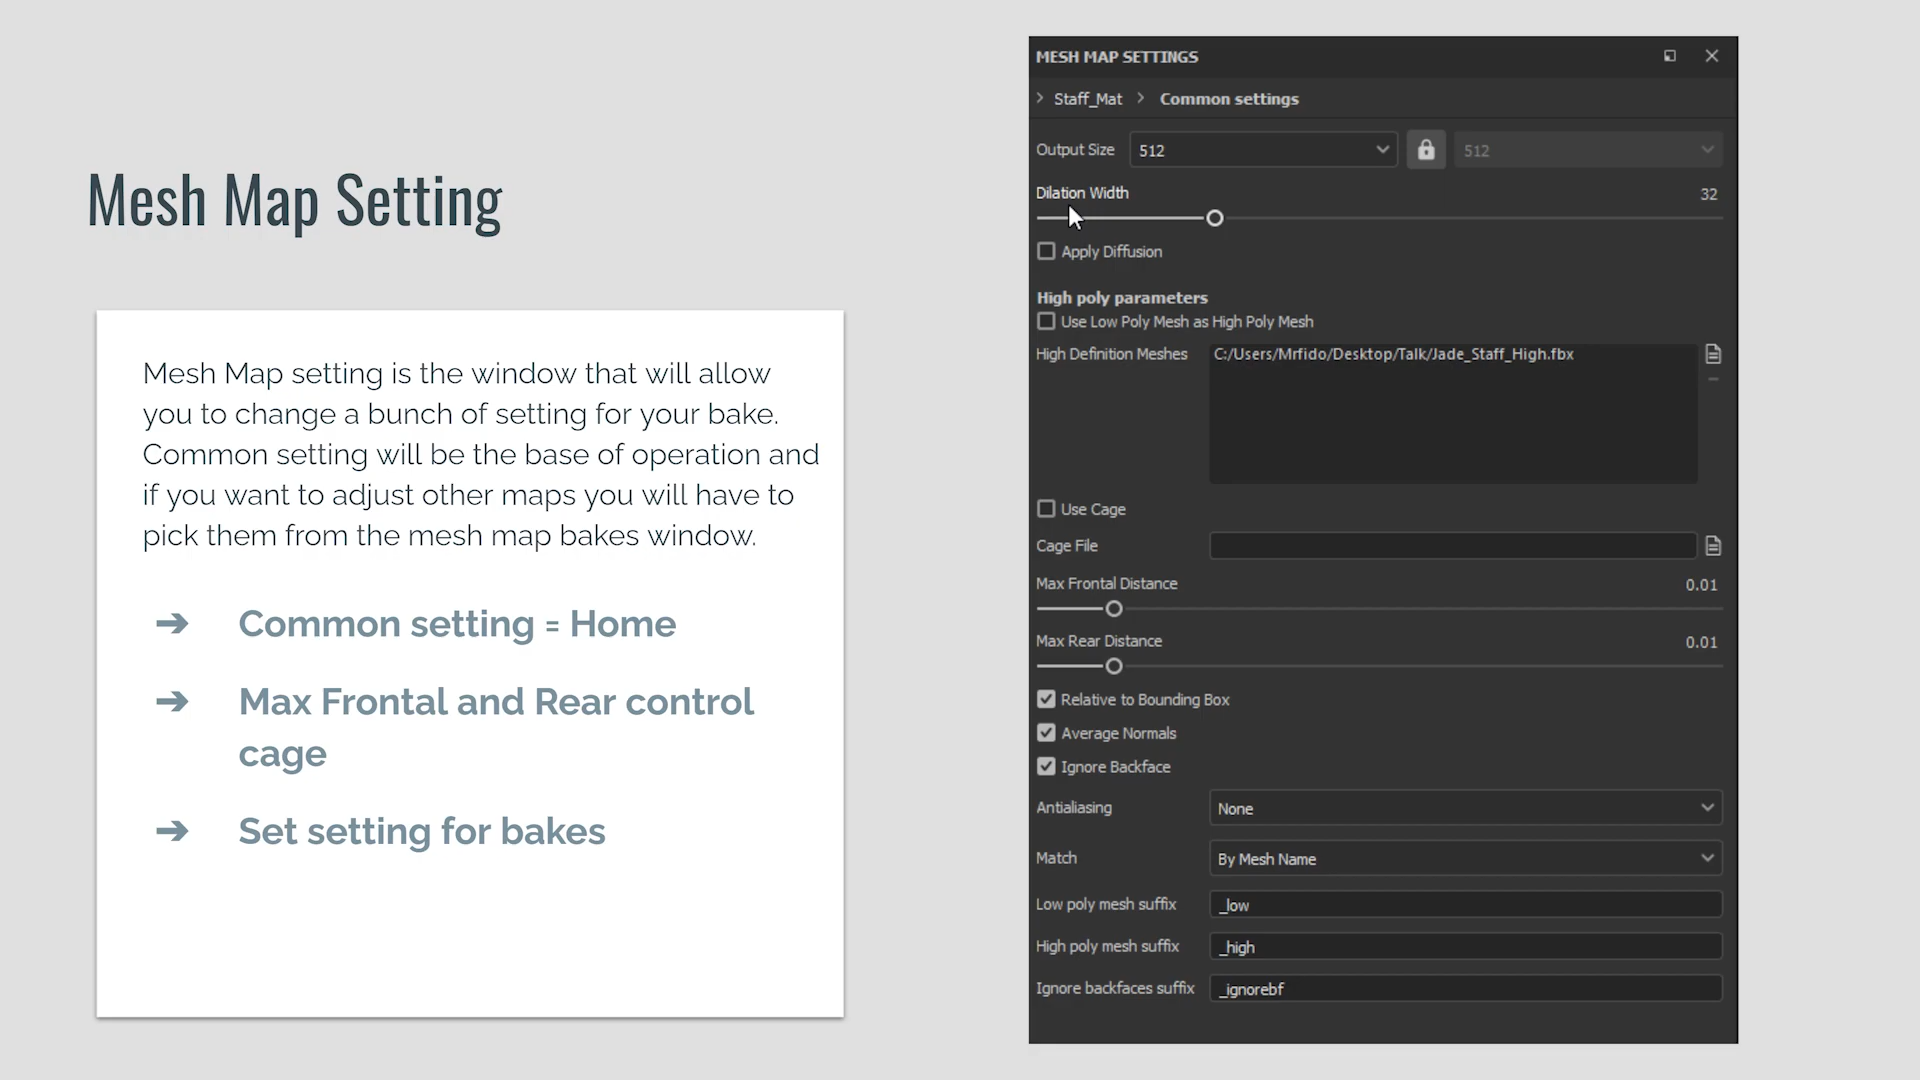 Mesh Map Setting
Mesh Map setting is the window that will allow
you to change a bunch of setting for your bake.
Common setting will be the base of operation and
if you want to adjust other maps you will have to
pick them from the mesh map bakes window.
➔ Common setting = Home
➔ Max Frontal and Rear control
cage
➔ Set setting for bakes
MESH MAP SETTINGS
> Staff_Mat > Common settings
Output Size 512 512
Dilation Width 32
Apply Diffusion
High poly parameters
Use Low Poly Mesh as High Poly Mesh
High Definition Meshes C:/Users/Mrfido/Desktop/Talk/Jade_Staff_High.fbx
Use Cage
Cage File
Max Frontal Distance 0.01
Max Rear Distance 0.01
Relative to Bounding Box
Average Normals
Ignore Backface
Antialiasing None
Match By Mesh Name
Low poly mesh suffix _low
High poly mesh suffix _high
Ignore backfaces suffix _ignorebf